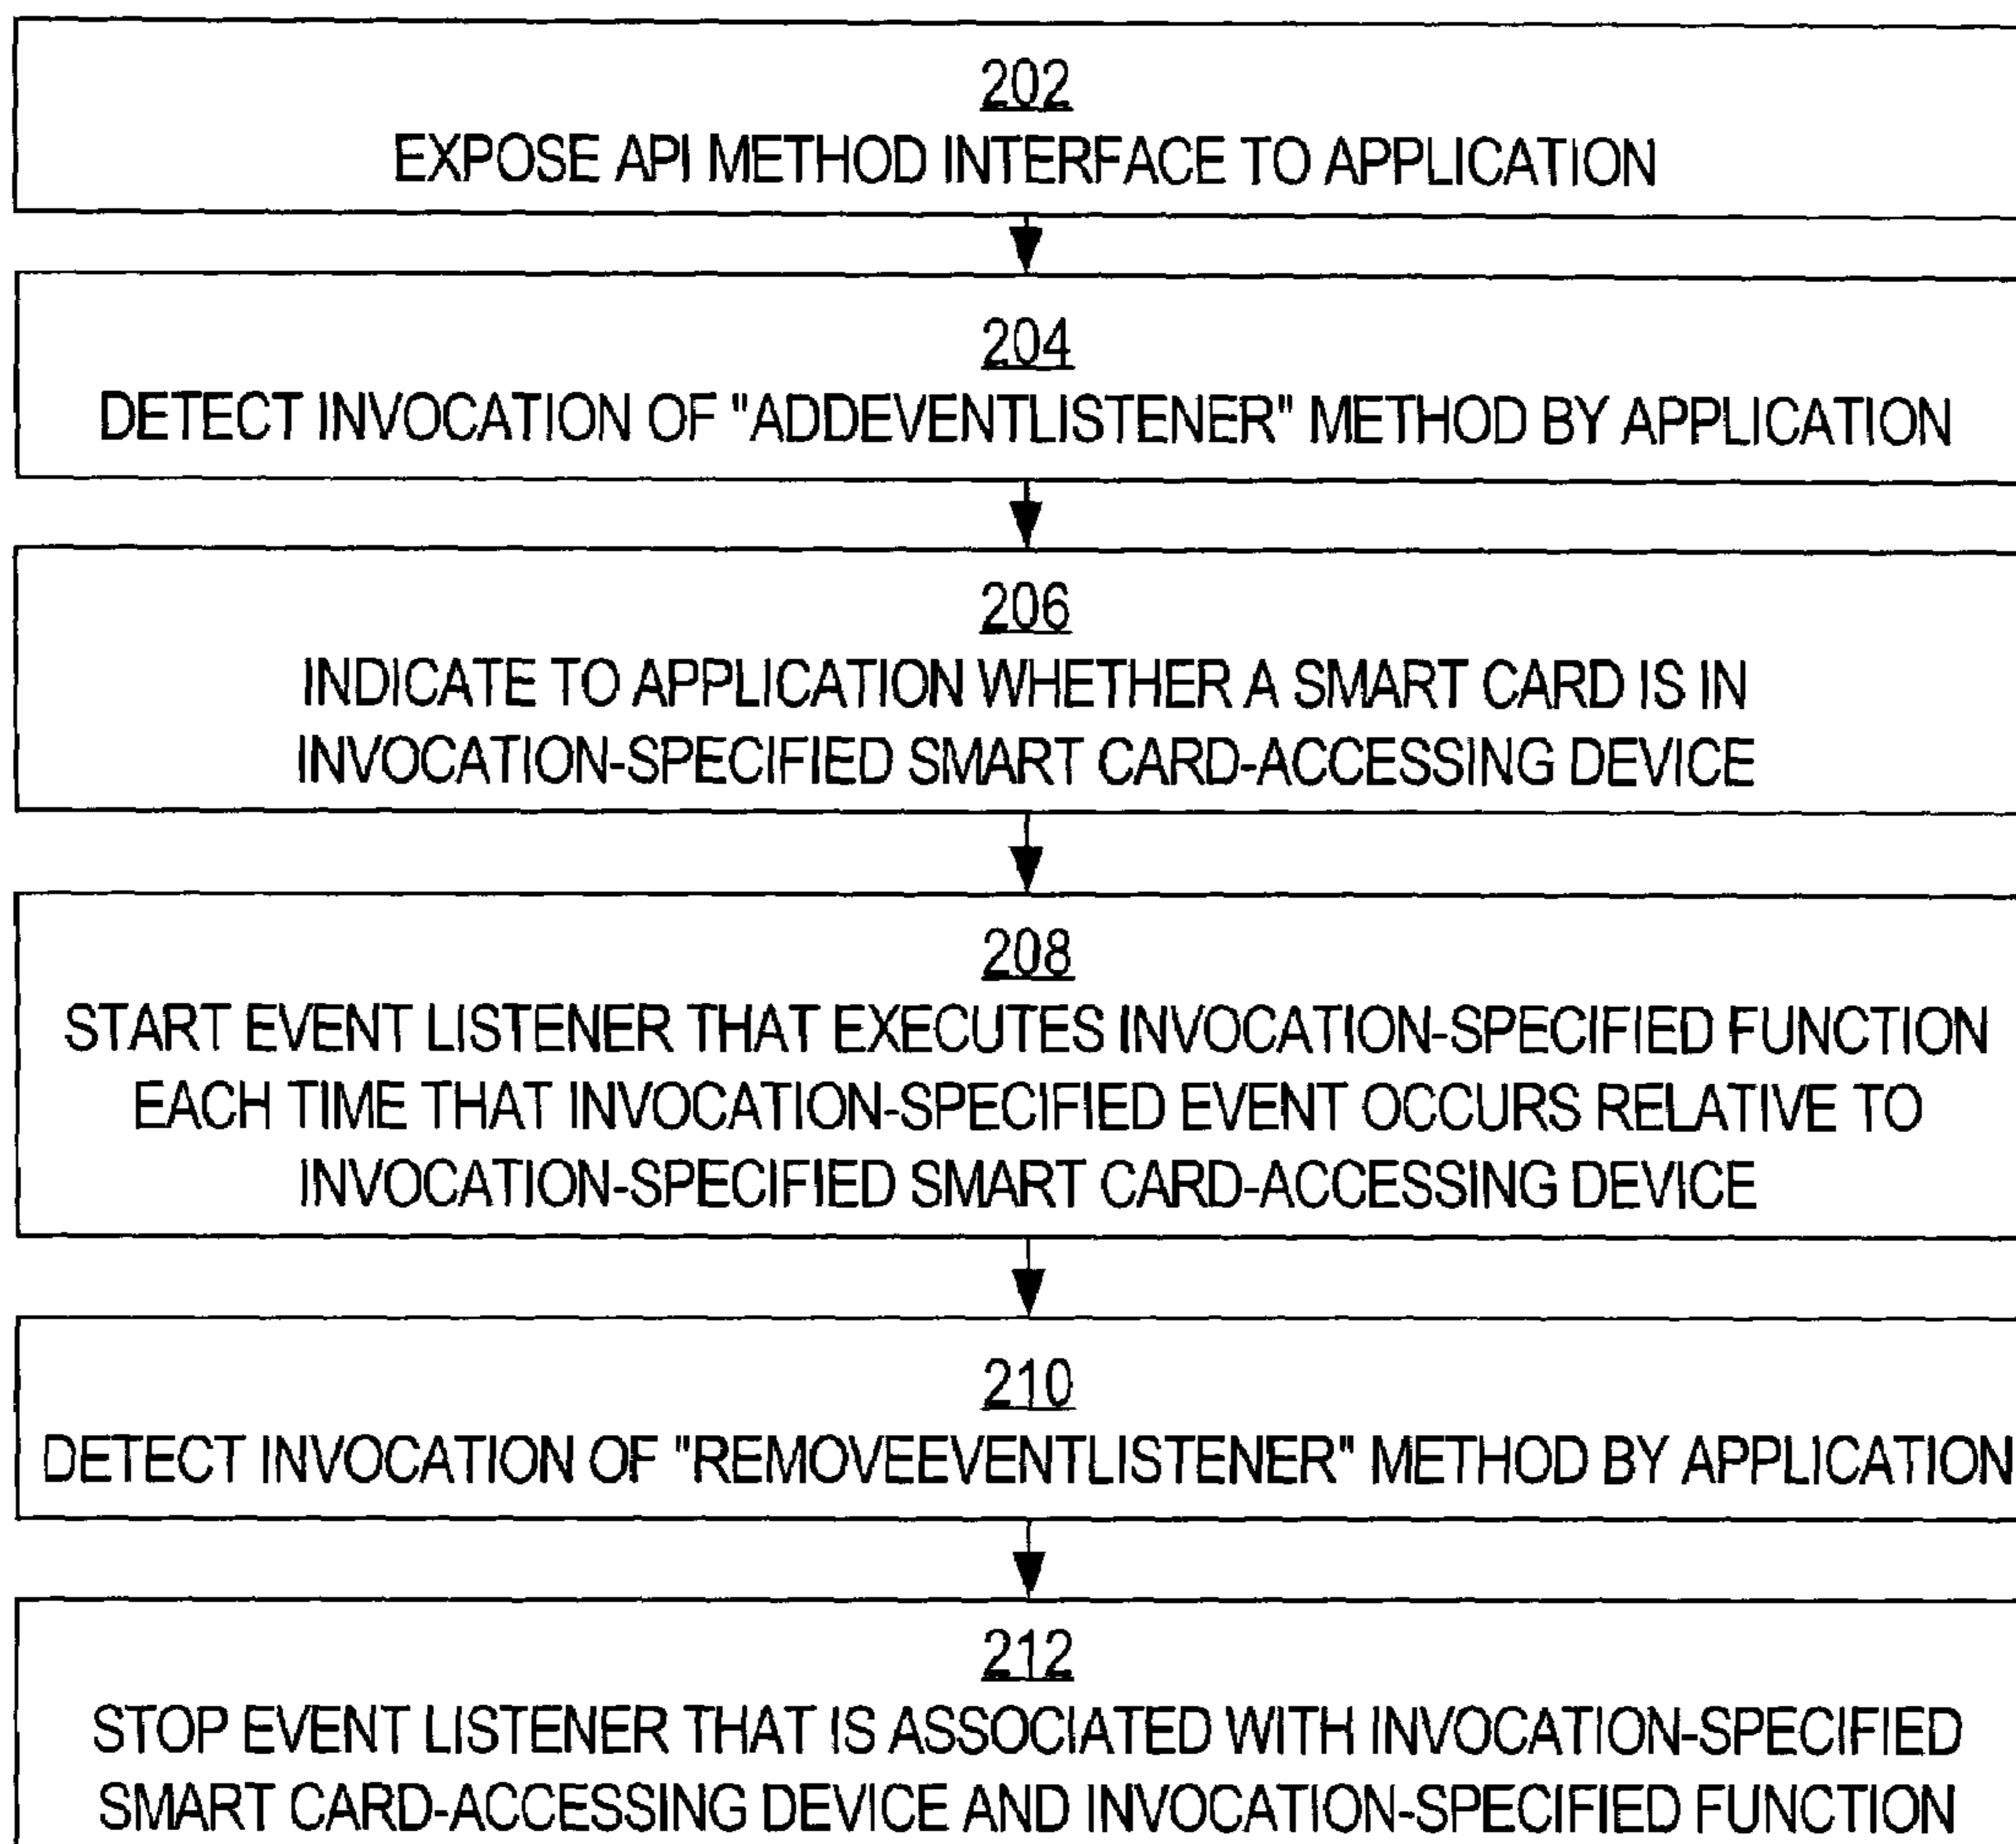 202
EXPOSE API METHOD INTERFACE TO APPLICATION
204
DETECT INVOCATION OF "ADDEVENTLISTENER" METHOD BY APPLICATION
206
INDICATE TO APPLICATION WHETHER A SMART CARD IS IN
INVOCATION-SPECIFIED SMART CARD-ACCESSING DEVICE
208
START EVENT LISTENER THAT EXECUTES INVOCATION-SPECIFIED FUNCTION
EACH TIME THAT INVOCATION-SPECIFIED EVENT OCCURS RELATIVE TO
INVOCATION-SPECIFIED SMART CARD-ACCESSING DEVICE
210
DETECT INVOCATION OF "REMOVEEVENTLISTENER" METHOD BY APPLICATION
212
STOP EVENT LISTENER THAT IS ASSOCIATED WITH INVOCATION-SPECIFIED
SMART CARD-ACCESSING DEVICE AND INVOCATION-SPECIFIED FUNCTION